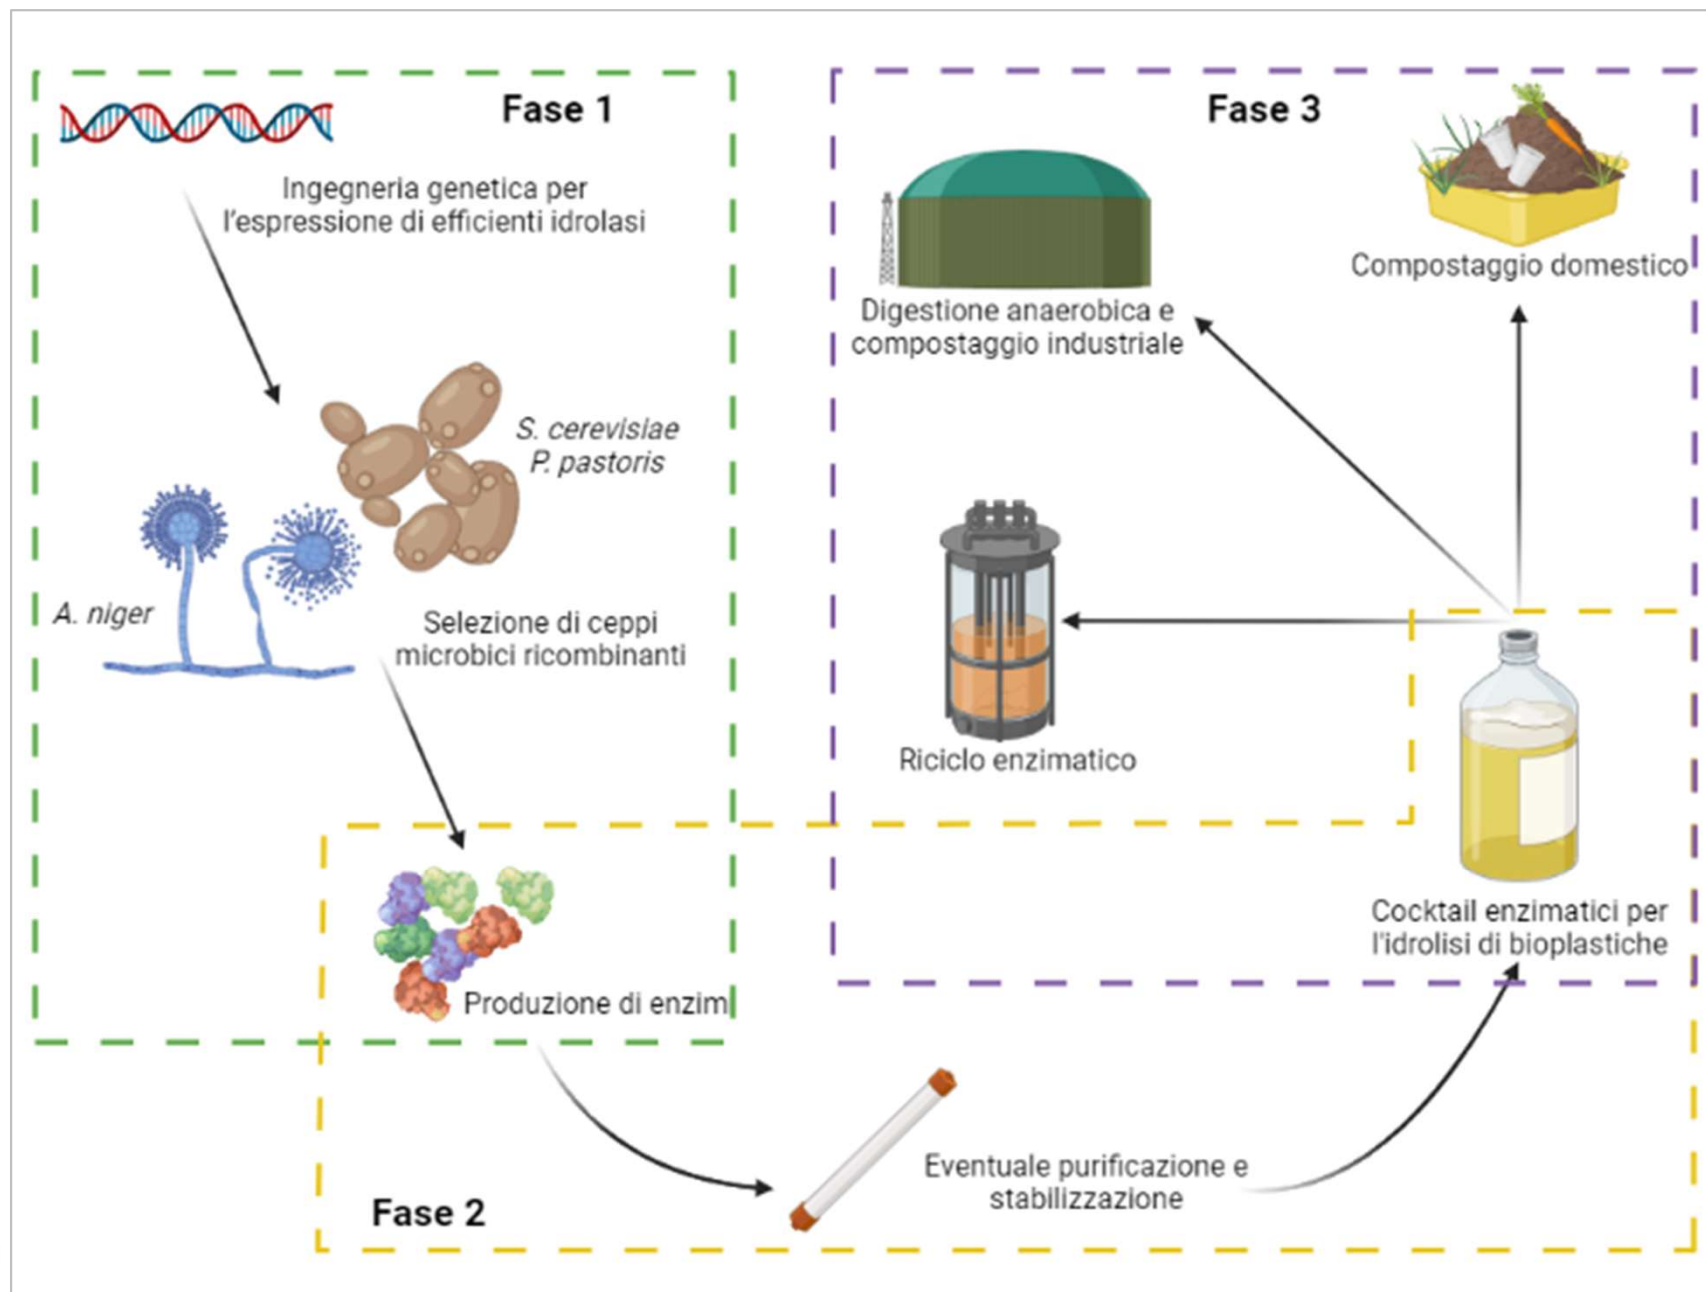 Fase 1
Ingegneria genetica per
l'espressione di efficienti idrolasi
S. cerevisiae
P. pastoris
A. niger
Selezione di ceppi
microbici ricombinanti
Produzione di enzim
Fase 2
Eventuale purificazione e
stabilizzazione
Fase 3
Compostaggio domestico
Digestione anaerobica e
compostaggio industriale
Riciclo enzimatico
Cocktail enzimatici per
l'idrolisi di bioplastiche